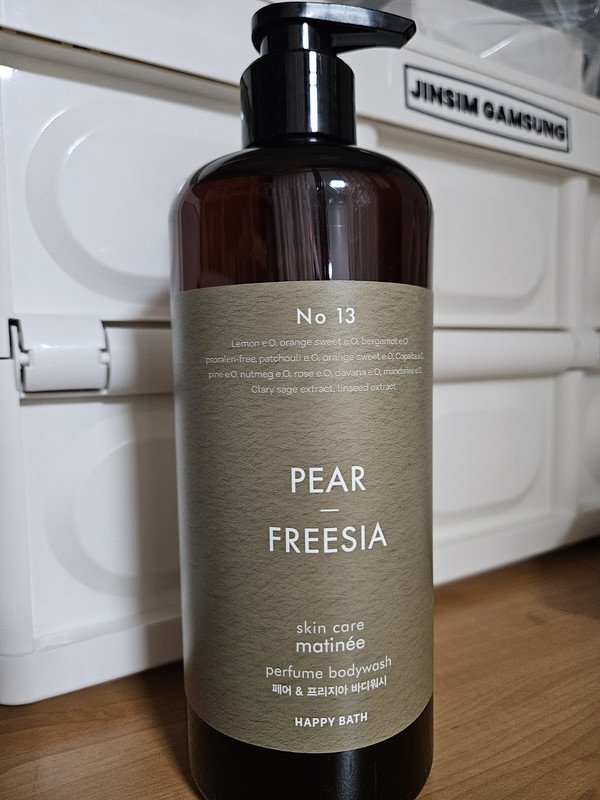 JINSIM GAMSUNG
No 13
Lemon e.O, orange sweet e.O, bergamot e.O
psoralen-free, patchouli e.O, orange sweet e.O, Copaiba e.O
pine e.O, nutmeg e.O, rose e.O, davana e.O, mandarine e.O,
Clary sage extract, linseed extract
PEAR
FREESIA
skin care
matinée
perfume bodywash
페어 & 프리지아 바디워시
HAPPY BATH